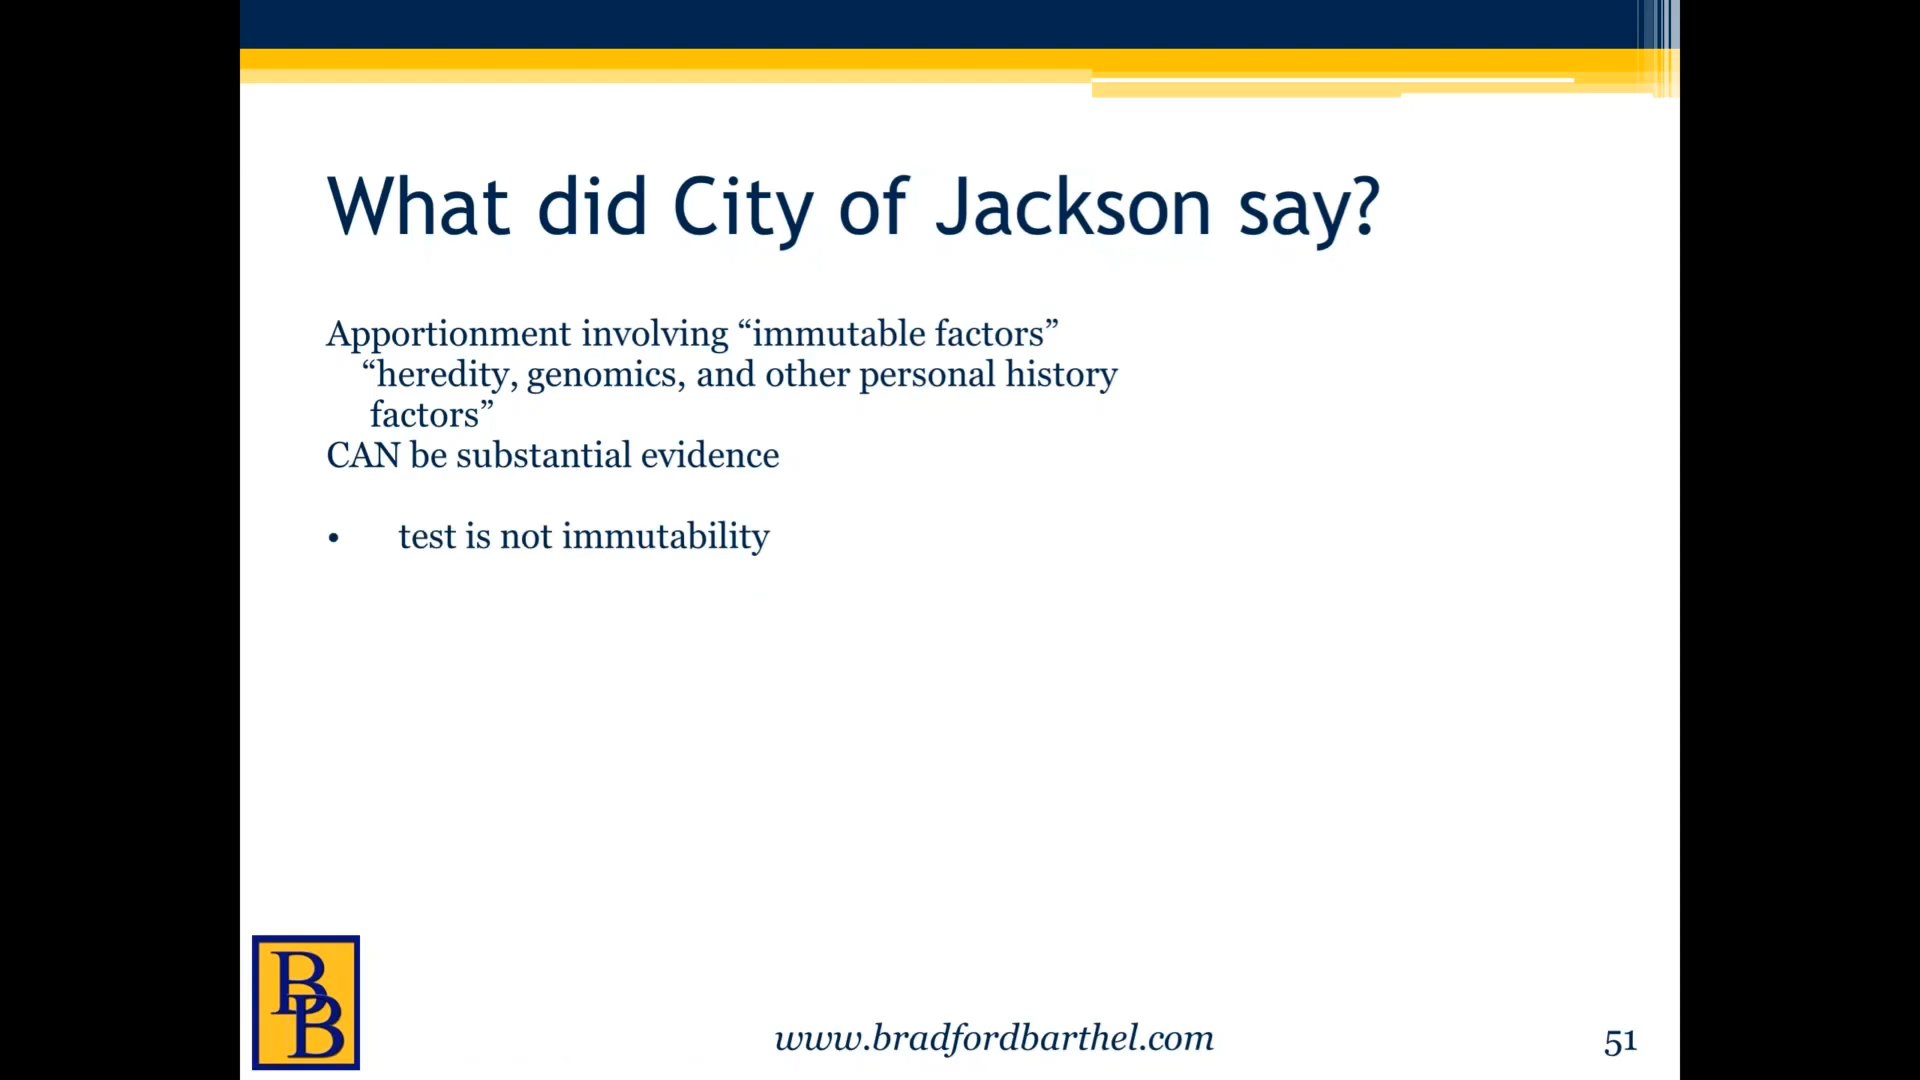 What did City of Jackson say?
Apportionment involving “immutable factors”
“heredity, genomics, and other personal history
factors”
CAN be substantial evidence
• test is not immutability
BB
www.bradfordbarthel.com
51